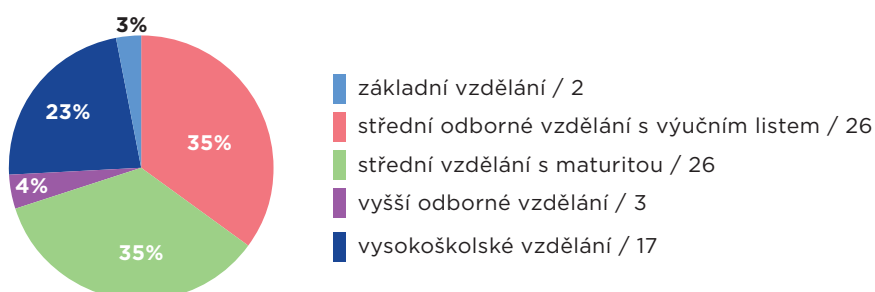 3%
23%
35%
4%
35%
základní vzdělání / 2
střední odborné vzdělání s výučním listem / 26
střední vzdělání s maturitou / 26
vyšší odborné vzdělání / 3
vysokoškolské vzdělání / 17